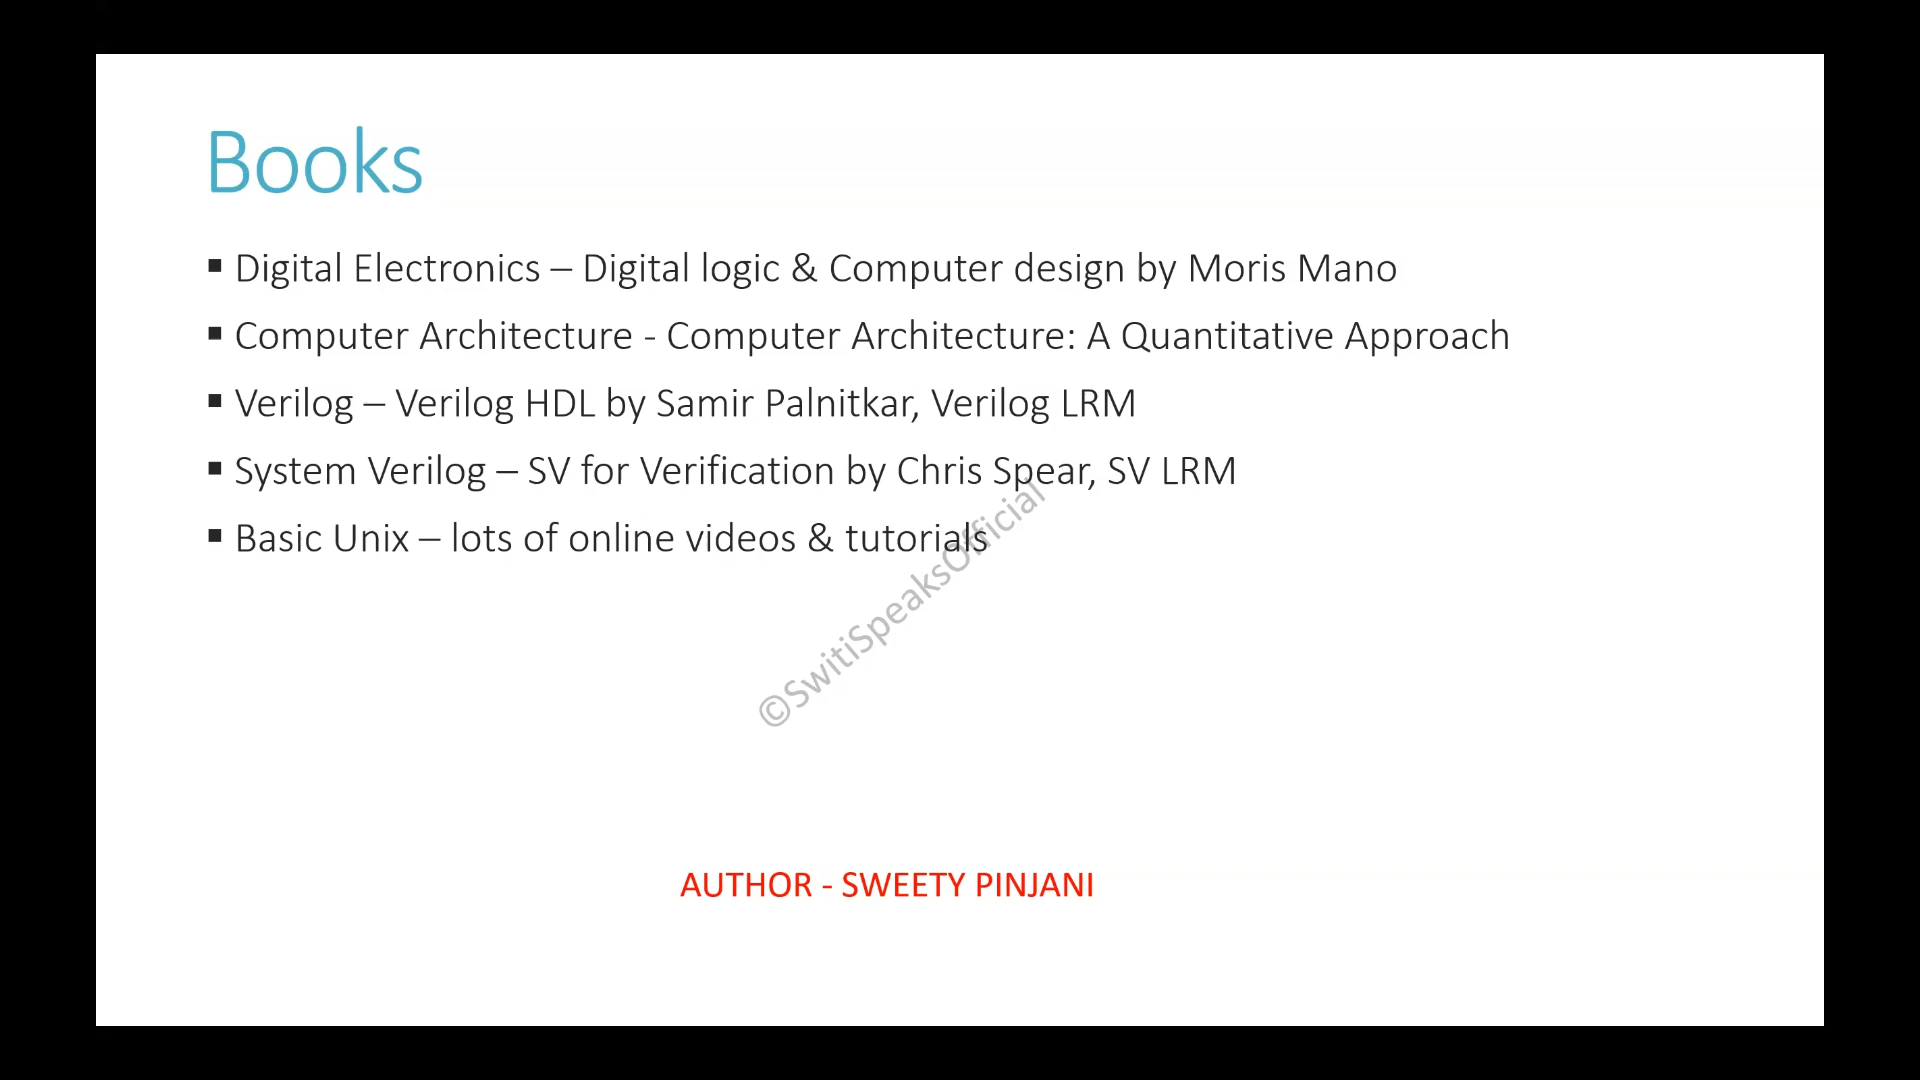 Books
▪ Digital Electronics – Digital logic & Computer design by Moris Mano
▪ Computer Architecture - Computer Architecture: A Quantitative Approach
▪ Verilog – Verilog HDL by Samir Palnitkar, Verilog LRM
▪ System Verilog – SV for Verification by Chris Spear, SV LRM
▪ Basic Unix – lots of online videos & tutorials
©SwitiSpeaksOfficial
AUTHOR - SWEETY PINJANI